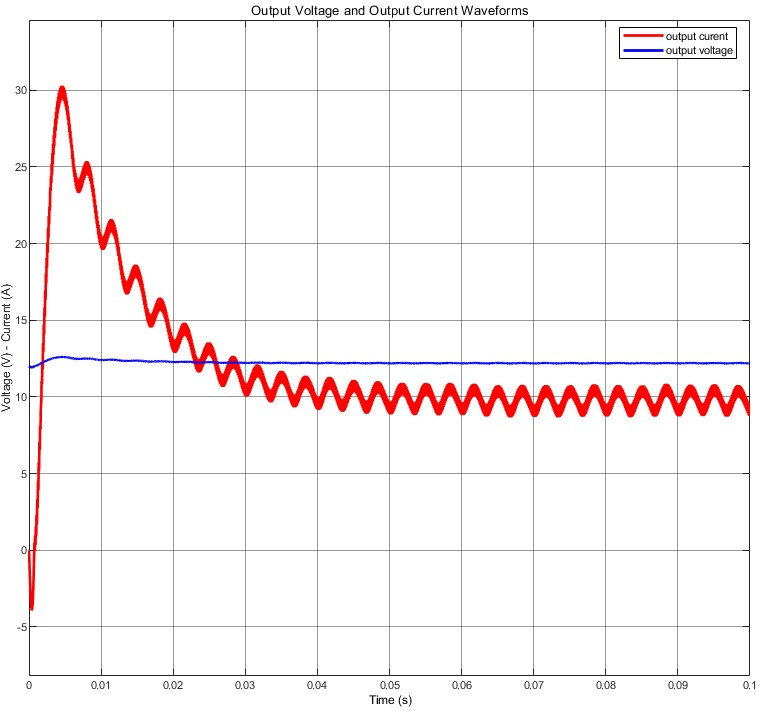 Output Voltage and Output Current Waveforms
output curent
output voltage
30
25
20
15
10
5
0
-5
Voltage (V) - Current (A)
0 0.01 0.02 0.03 0.04 0.05 0.06 0.07 0.08 0.09 0.1
Time (s)